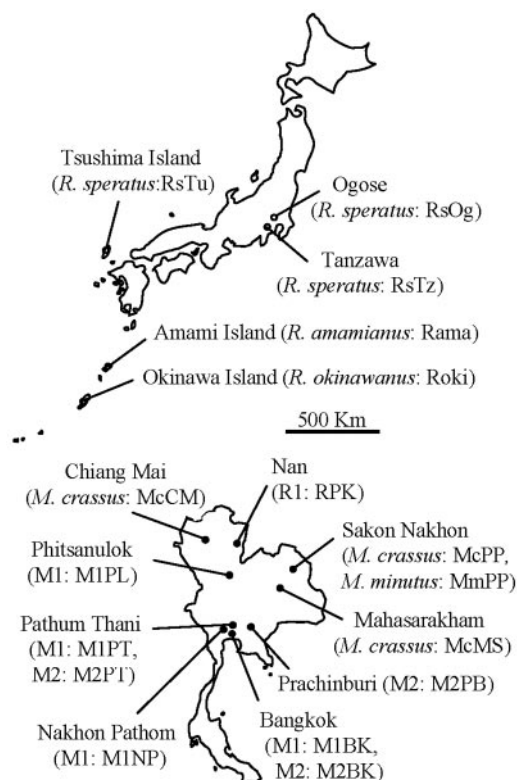 Tsushima Island
(R. speratus:RsTu)
Ogose
(R. speratus: RsOg)
Tanzawa
(R. speratus: RsTz)
Amami Island (R. amamianus: Rama)
Okinawa Island (R. okinawanus: Roki)
500 Km
Chiang Mai
(M. crassus: McCM)
Nan
(R1: RPK)
Phitsanulok
(M1: M1PL)
Sakon Nakhon
(M. crassus: McPP,
M. minutus: MmPP)
Pathum Thani
(M1: M1PT,
M2: M2PT)
Mahasarakham
(M. crassus: McMS)
Prachinburi (M2: M2PB)
Nakhon Pathom
(M1: M1NP)
Bangkok
(M1: M1BK,
M2: M2BK)